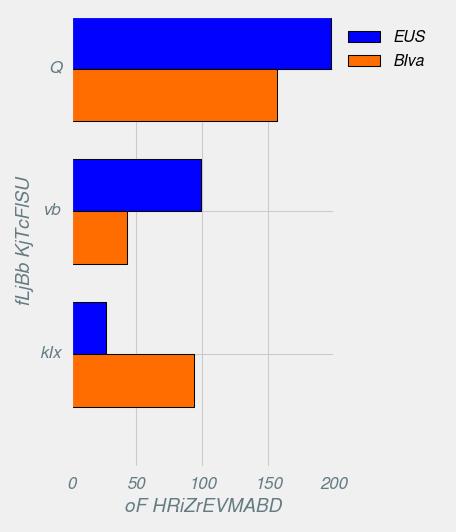 EUS
Blva
Q
vb
klx
fLjBb KjTcFlSU
0 50 100 150 200
oF HRiZrEVMABD